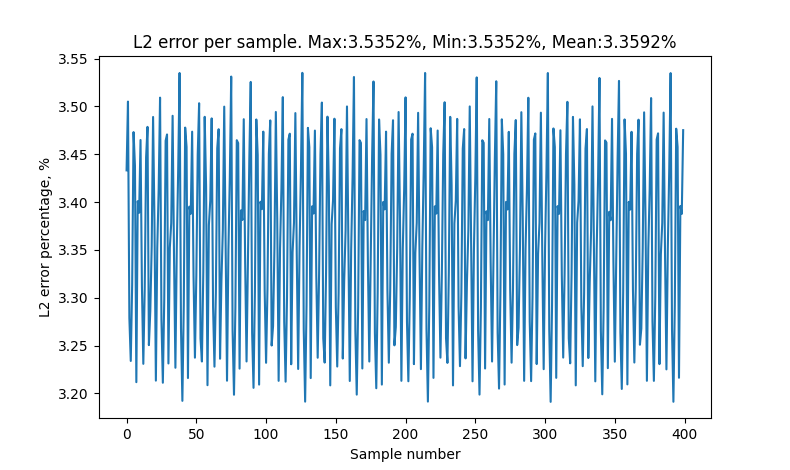 L2 error per sample. Max:3.5352%, Min:3.5352%, Mean:3.3592%
L2 error percentage, %
3.55
3.50
3.45
3.40
3.35
3.30
3.25
3.20
0 50 100 150 200 250 300 350 400
Sample number